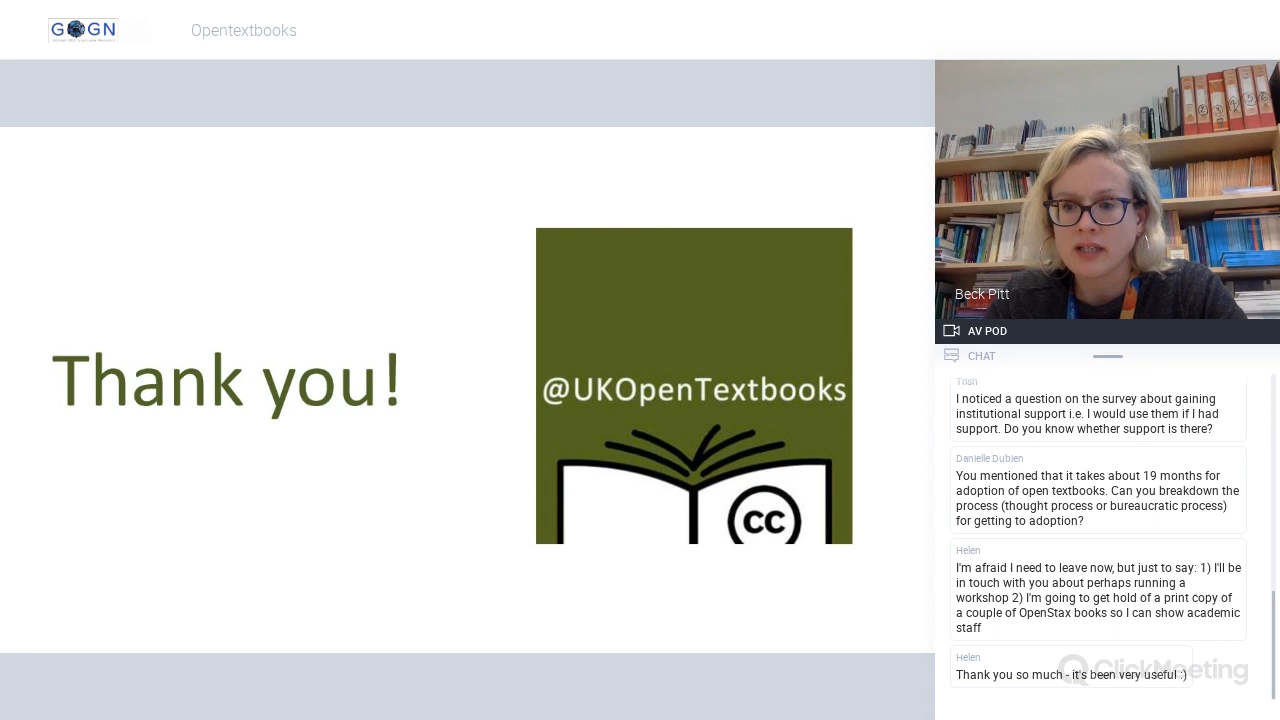 GOGN
Opentextbooks
Thank you!
@UKOpenTextbooks
cc
Beck Pitt
AV POD
CHAT
Trish
I noticed a question on the survey about gaining
institutional support i.e. I would use them if I had
support. Do you know whether support is there?
Danielle Dubien
You mentioned that it takes about 19 months for
adoption of open textbooks. Can you breakdown the
process (thought process or bureaucratic process)
for getting to adoption?
Helen
I'm afraid I need to leave now, but just to say: 1) I'll be
in touch with you about perhaps running a
workshop 2) I'm going to get hold of a print copy of
a couple of OpenStax books so I can show academic
staff
Helen
Thank you so much - it's been very useful :)
ClickMeeting